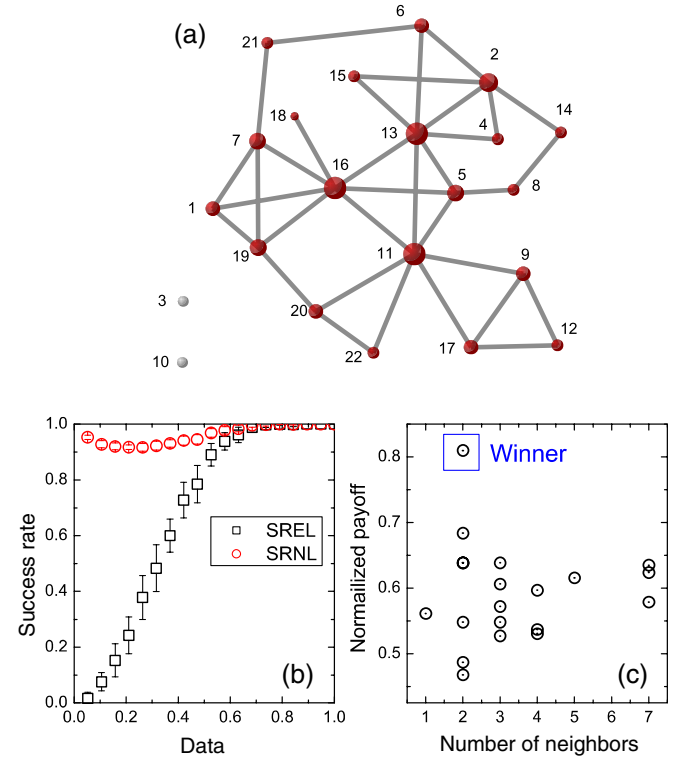 (a)
6
21
2
15
14
18
13
4
7
16
5
8
1
19
11
9
3
20
12
10
22
17
1.0
0.8
0.6
0.4
0.2
0.0
0.0 0.2 0.4 0.6 0.8 1.0
Success rate
Data
SREL
SRNL
(b)
0.8
0.7
0.6
0.5
1 2 3 4 5 6 7
Normailized payoff
Number of neighbors
Winner
(c)